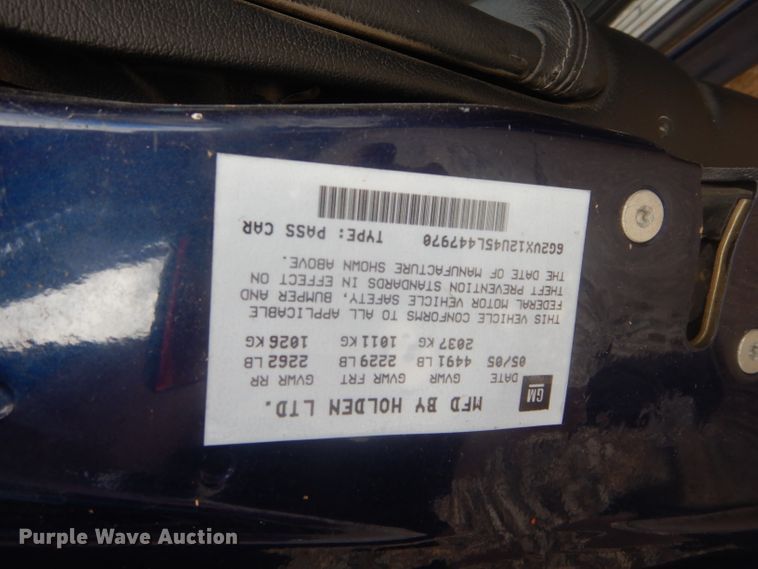 GM
MFD BY HOLDEN LTD.
DATE GVWR GVWR FRT GVWR RR
05/05 4491 LB 2229 LB 2262 LB
2037 KG 1011 KG 1026 KG
THIS VEHICLE CONFORMS TO ALL APPLICABLE
FEDERAL MOTOR VEHICLE SAFETY, BUMPER AND
THEFT PREVENTION STANDARDS IN EFFECT ON
THE DATE OF MANUFACTURE SHOWN ABOVE.
6G2VX12U45L447970 TYPE: PASS CAR
Purple Wave Auction